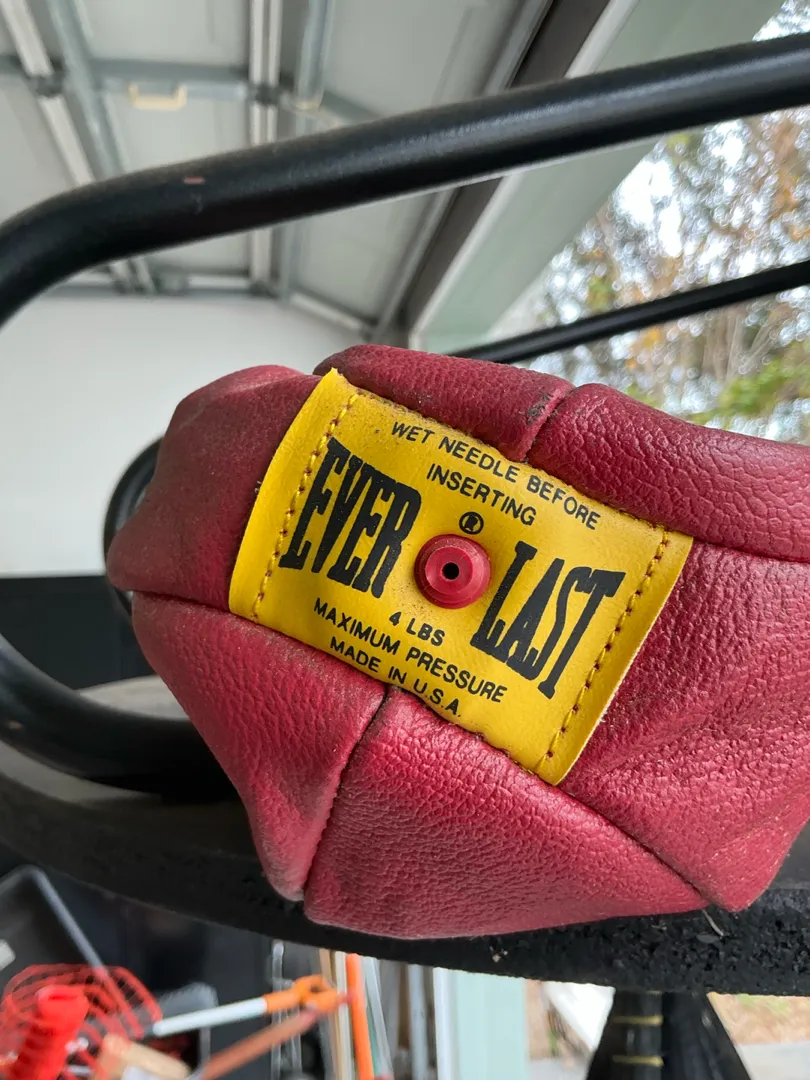 WET NEEDLE BEFORE
INSERTING
®
EVER LAST
4 LBS
MAXIMUM PRESSURE
MADE IN U.S.A.